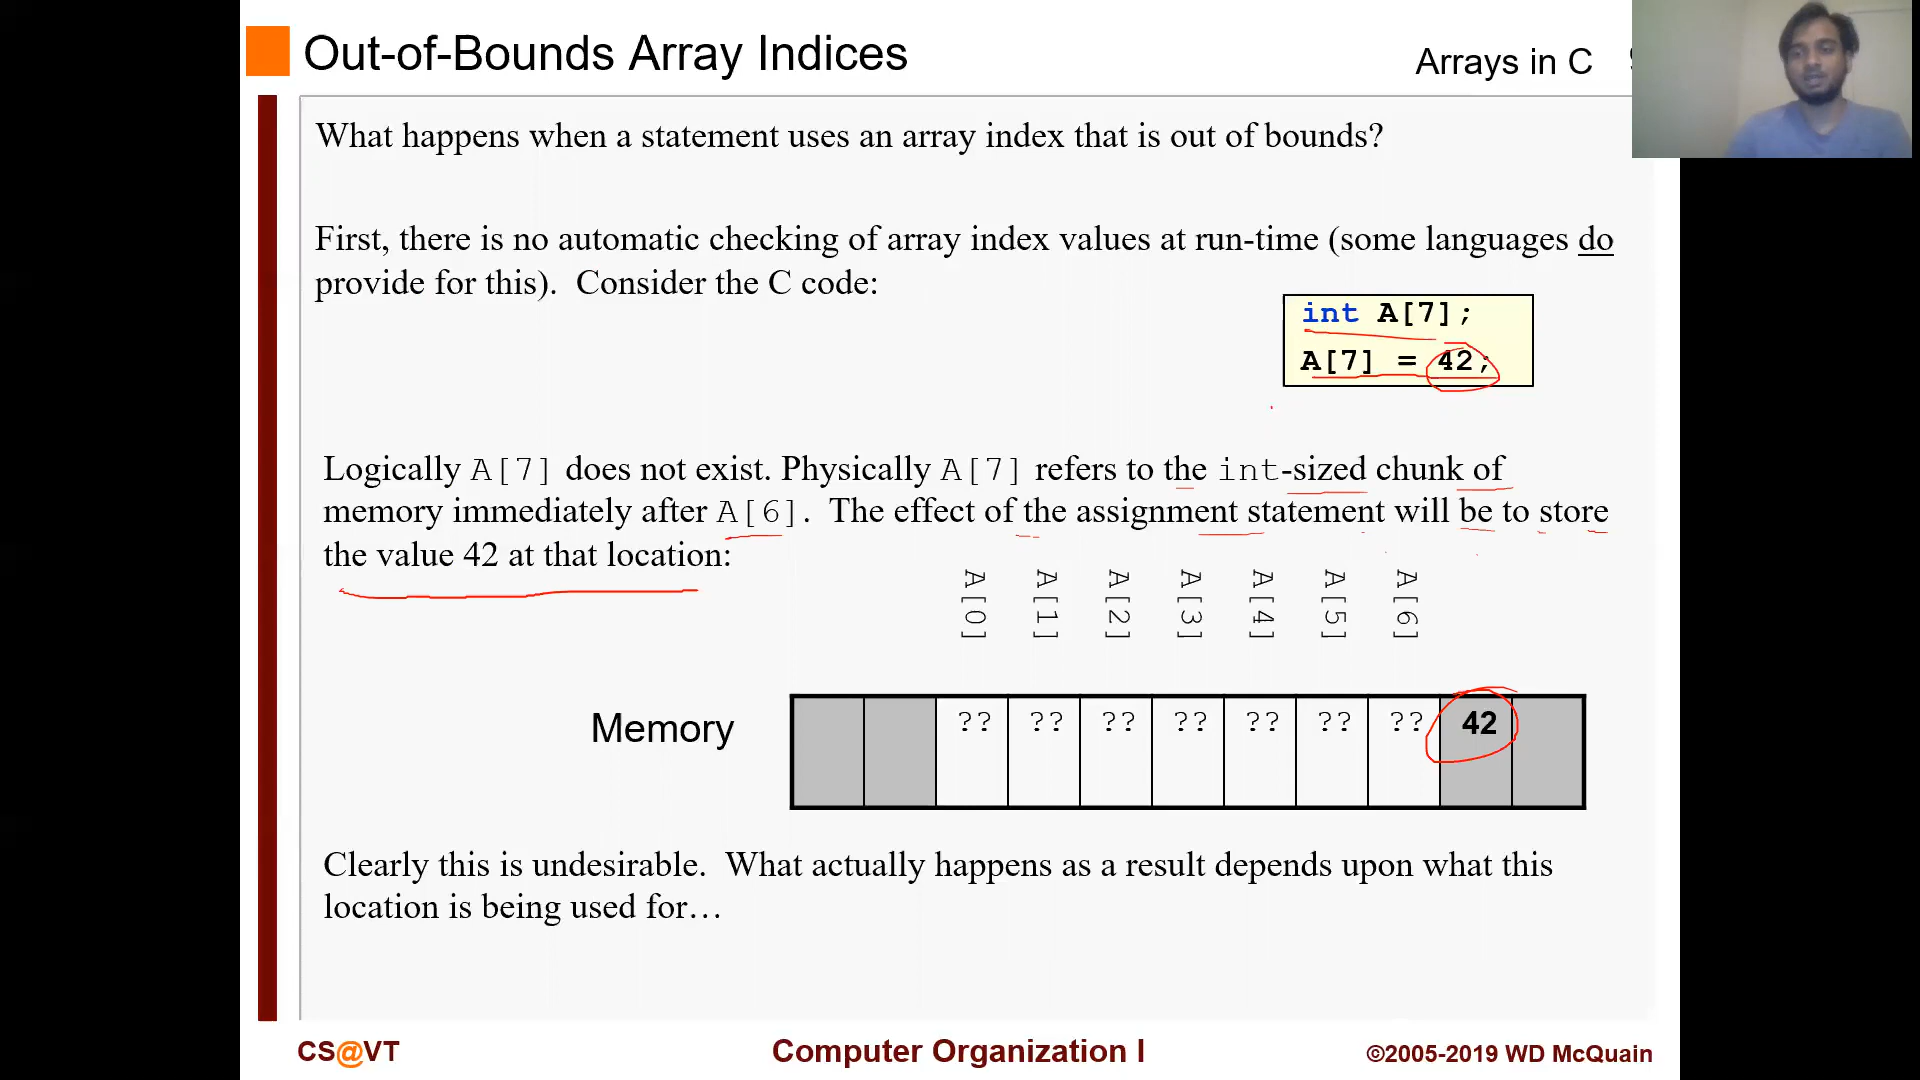 Out-of-Bounds Array Indices
Arrays in C
What happens when a statement uses an array index that is out of bounds?
First, there is no automatic checking of array index values at run-time (some languages do
provide for this). Consider the C code:
int A[7];
A[7] = 42;
Logically A[7] does not exist. Physically A[7] refers to the int-sized chunk of
memory immediately after A[6]. The effect of the assignment statement will be to store
the value 42 at that location:
A[0] A[1] A[2] A[3] A[4] A[5] A[6]
Memory ?? ?? ?? ?? ?? ?? ?? 42
Clearly this is undesirable. What actually happens as a result depends upon what this
location is being used for…
CS@VT
Computer Organization I
©2005-2019 WD McQuain